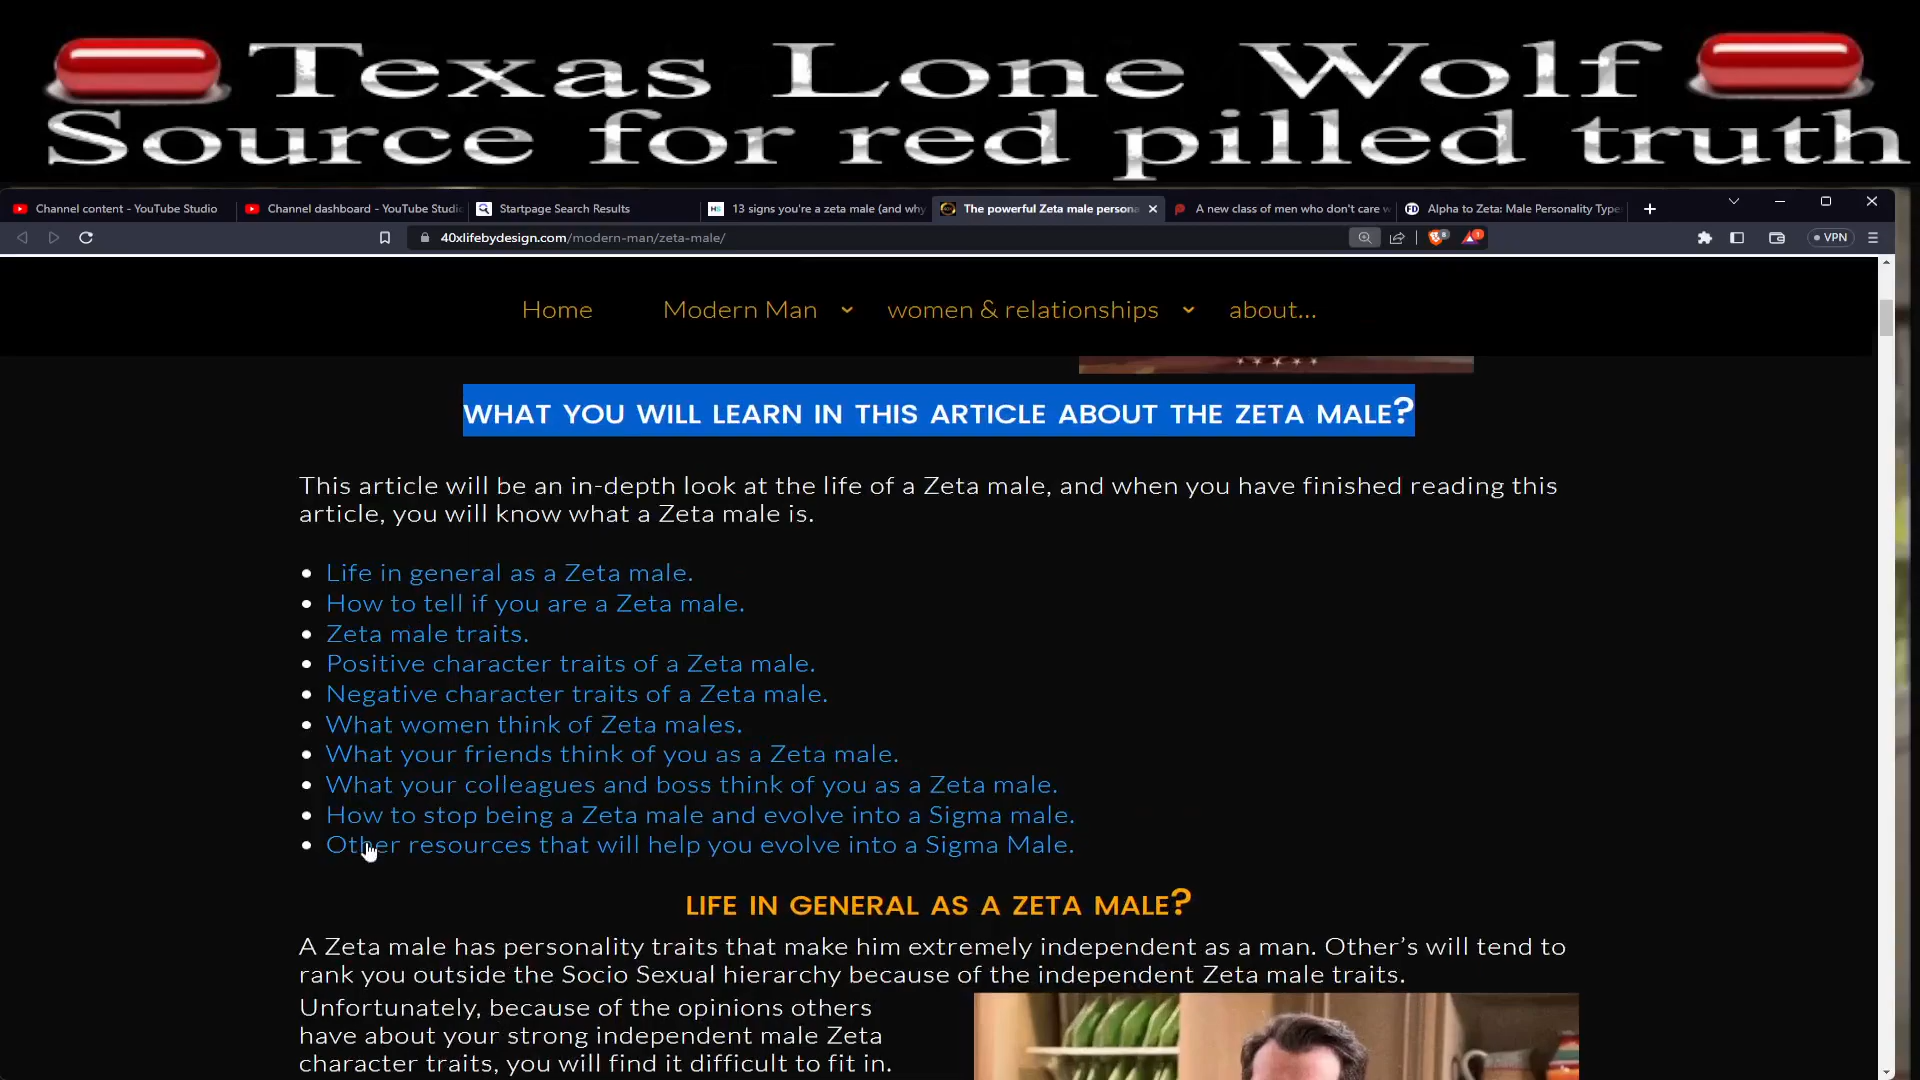 Texas Lone Wolf
Source for red pilled truth
Channel content - YouTube Studio
Channel dashboard - YouTube Studio
Startpage Search Results
13 signs you're a zeta male (and why
The powerful Zeta male persona
A new class of men who don't care w
Alpha to Zeta: Male Personality Type
40xlifebydesign.com/modern-man/zeta-male/
8
1
VPN
Home
Modern Man
women & relationships
about...
WHAT YOU WILL LEARN IN THIS ARTICLE ABOUT THE ZETA MALE?
This article will be an in-depth look at the life of a Zeta male, and when you have finished reading this
article, you will know what a Zeta male is.
Life in general as a Zeta male.
How to tell if you are a Zeta male.
Zeta male traits.
Positive character traits of a Zeta male.
Negative character traits of a Zeta male.
What women think of Zeta males.
What your friends think of you as a Zeta male.
What your colleagues and boss think of you as a Zeta male.
How to stop being a Zeta male and evolve into a Sigma male.
Other resources that will help you evolve into a Sigma Male.
LIFE IN GENERAL AS A ZETA MALE?
A Zeta male has personality traits that make him extremely independent as a man. Other's will tend to
rank you outside the Socio Sexual hierarchy because of the independent Zeta male traits.
Unfortunately, because of the opinions others
have about your strong independent male Zeta
character traits, you will find it difficult to fit in.